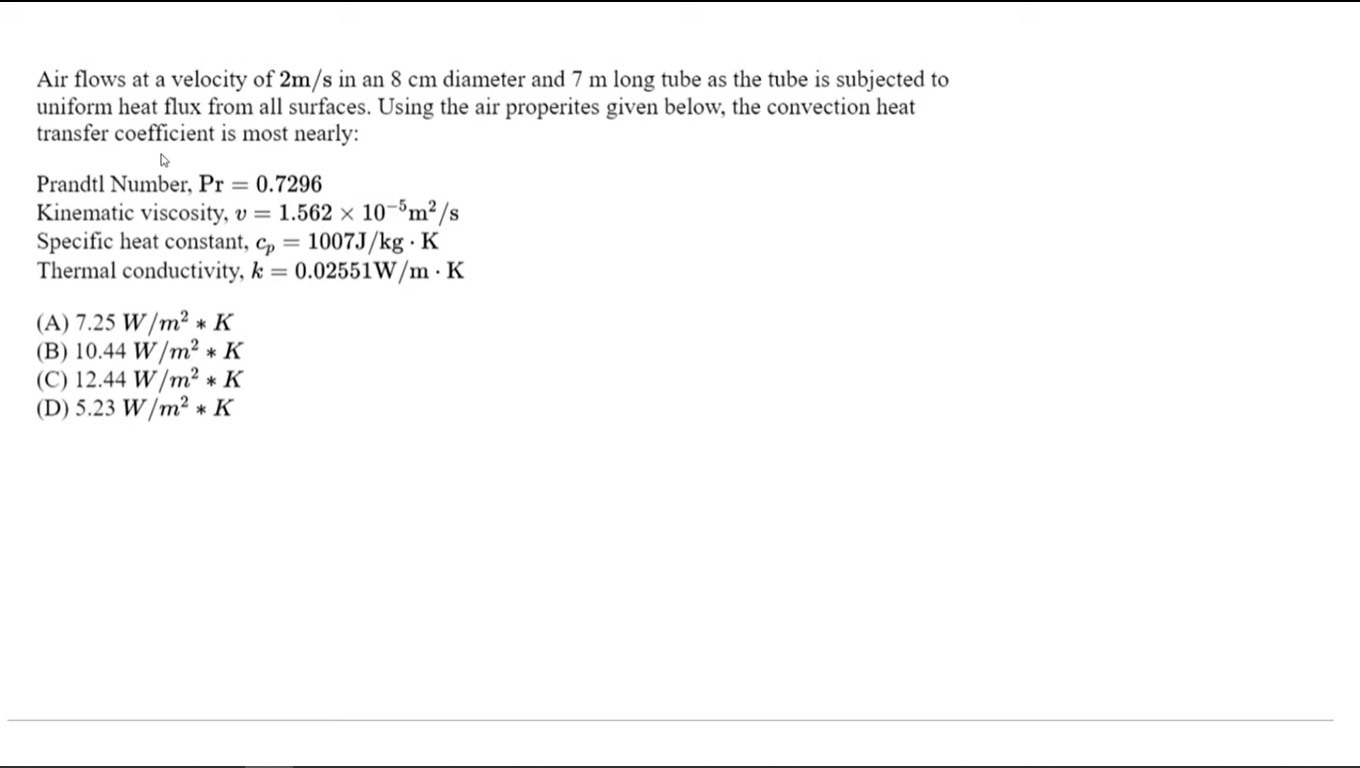 Air flows at a velocity of 2m/s in an 8 cm diameter and 7 m long tube as the tube is subjected to
uniform heat flux from all surfaces. Using the air properites given below, the convection heat
transfer coefficient is most nearly:
Prandtl Number, Pr = 0.7296
Kinematic viscosity, v = 1.562 × 10⁻⁵m²/s
Specific heat constant, cₚ = 1007J/kg · K
Thermal conductivity, k = 0.02551W/m · K
(A) 7.25 W/m² * K
(B) 10.44 W/m² * K
(C) 12.44 W/m² * K
(D) 5.23 W/m² * K